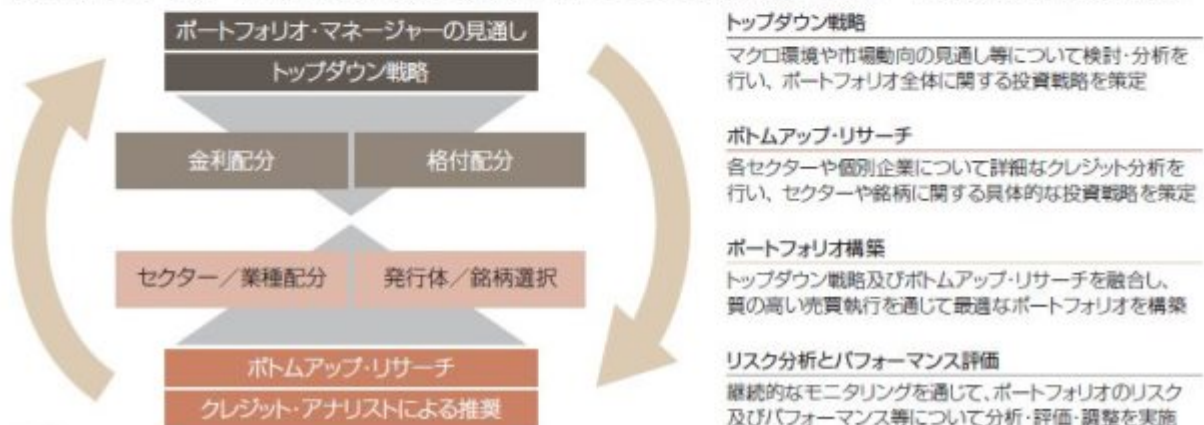 ポートフォリオ・マネージャーの見通し
トップダウン戦略
金利配分
格付配分
セクター／業種配分
発行体／銘柄選択
ボトムアップ・リサーチ
クレジット・アナリストによる推奨
トップダウン戦略
マクロ環境や市場動向の見通し等について検討・分析を
行い、ポートフォリオ全体に関する投資戦略を策定
ボトムアップ・リサーチ
各セクターや個別企業について詳細なクレジット分析を
行い、セクターや銘柄に関する具体的な投資戦略を策定
ポートフォリオ構築
トップダウン戦略及びボトムアップ・リサーチを融合し、
質の高い売買執行を通じて最適なポートフォリオを構築
リスク分析とパフォーマンス評価
継続的なモニタリングを通じて、ポートフォリオのリスク
及びパフォーマンス等について分析・評価・調整を実施